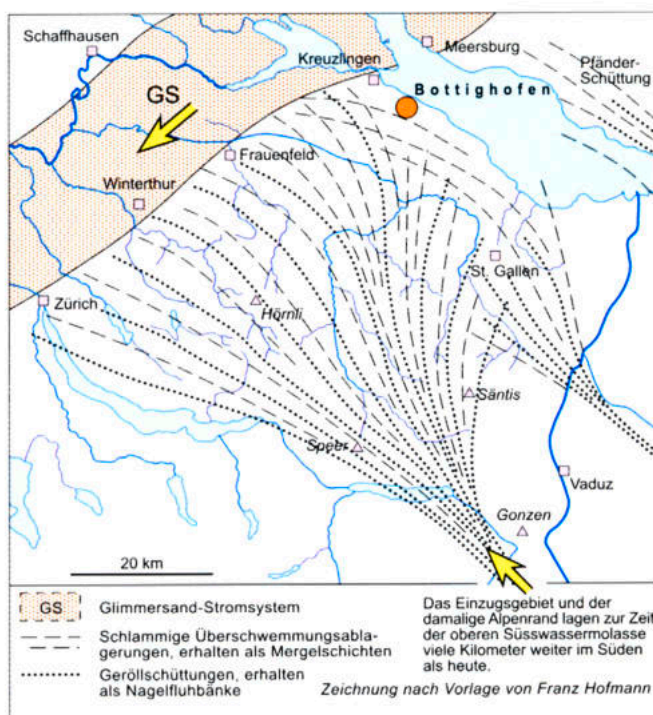 Schaffhausen
Meersburg
Kreuzlingen
Pfänder-
Schüttung
GS
Bottighofen
Frauenfeld
Winterthur
St. Gallen
Zürich
Hörnli
Säntis
Speer
Vaduz
Gonzen
20 km
GS Glimmersand-Stromsystem
Schlammige Überschwemmungsabla-
gerungen, erhalten als Mergelschichten
Geröllschüttungen, erhalten
als Nagelfluhbänke
Das Einzugsgebiet und der
damalige Alpenrand lagen zur Zeit
der oberen Süsswassermolasse
viele Kilometer weiter im Süden
als heute.
Zeichnung nach Vorlage von Franz Hofmann